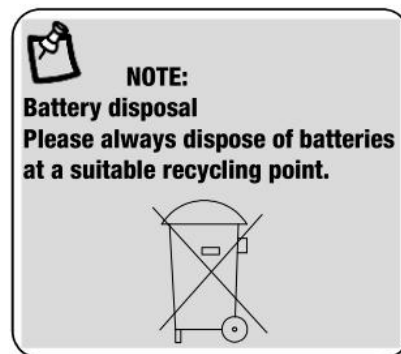 NOTE:
Battery disposal
Please always dispose of batteries
at a suitable recycling point.